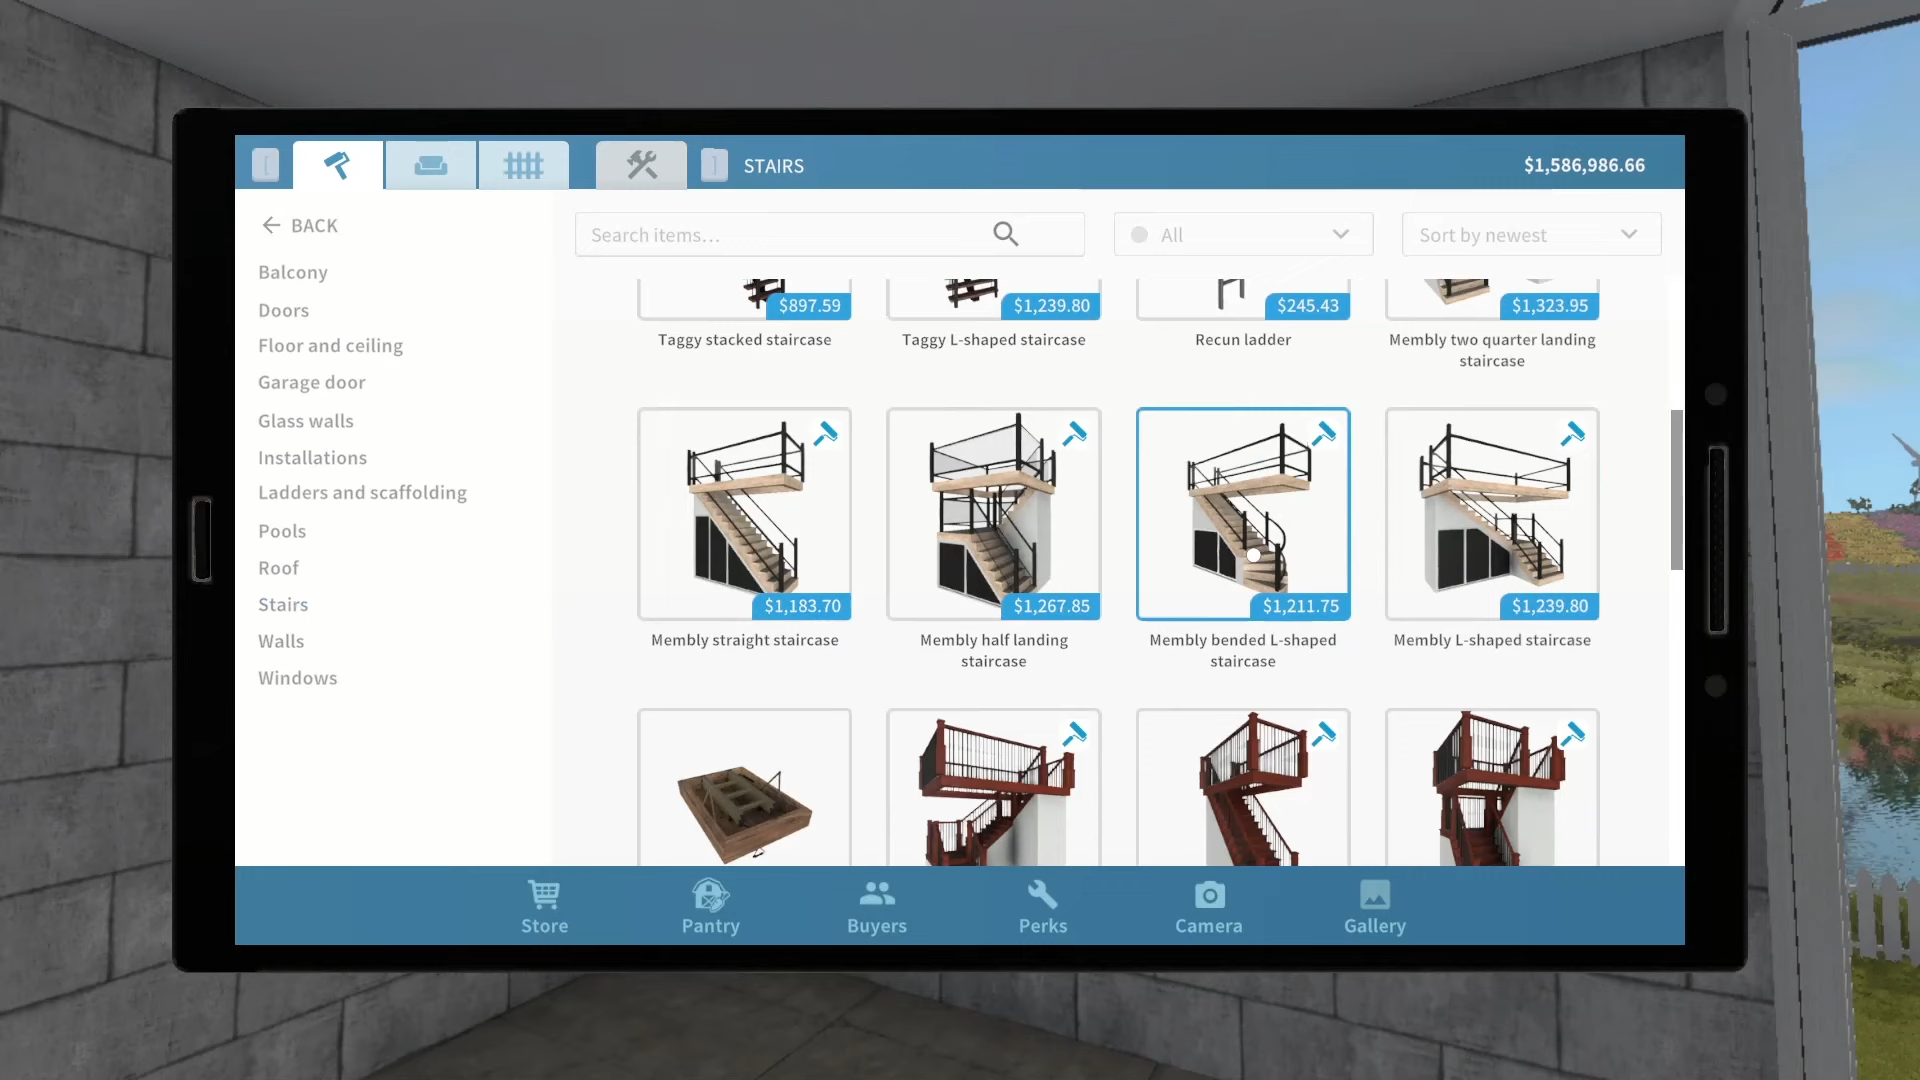 [
]
STAIRS
$1,586,986.66
BACK
Search items...
All
Sort by newest
Balcony
Doors
Floor and ceiling
Garage door
Glass walls
Installations
Ladders and scaffolding
Pools
Roof
Stairs
Walls
Windows
$897.59
$1,239.80
$245.43
$1,323.95
Taggy stacked staircase
Taggy L-shaped staircase
Recun ladder
Membly two quarter landing
staircase
$1,183.70
$1,267.85
$1,211.75
$1,239.80
Membly straight staircase
Membly half landing
staircase
Membly bended L-shaped
staircase
Membly L-shaped staircase
Store
Pantry
Buyers
Perks
Camera
Gallery